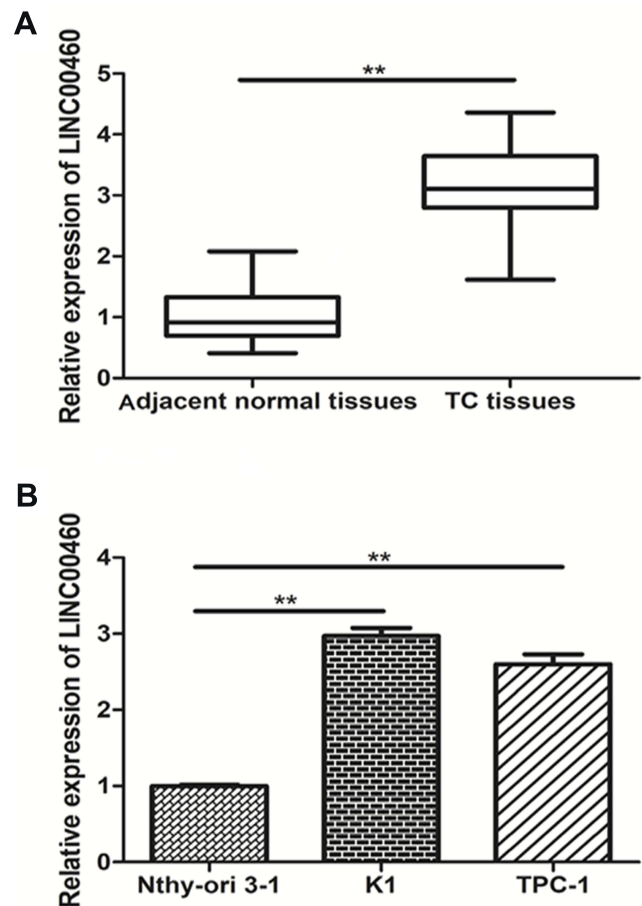 A
Relative expression of LINC00460
5
4
3
2
1
0
**
Adjacent normal tissues
TC tissues
B
Relative expression of LINC00460
4
3
2
1
0
**
**
Nthy-ori 3-1
K1
TPC-1